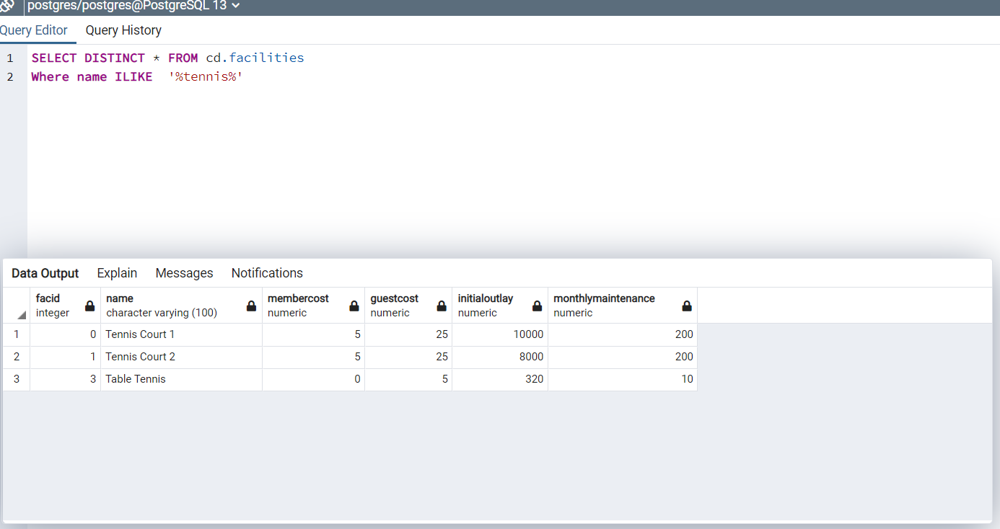 postgres/postgres@PostgreSQL 13
Query Editor Query History
1 SELECT DISTINCT * FROM cd.facilities
2 Where name ILIKE  '%tennis%'
Data Output Explain Messages Notifications
facid name membercost guestcost initialoutlay monthlymaintenance
integer character varying (100) numeric numeric numeric numeric
1 0 Tennis Court 1 5 25 10000 200
2 1 Tennis Court 2 5 25 8000 200
3 3 Table Tennis 0 5 320 10